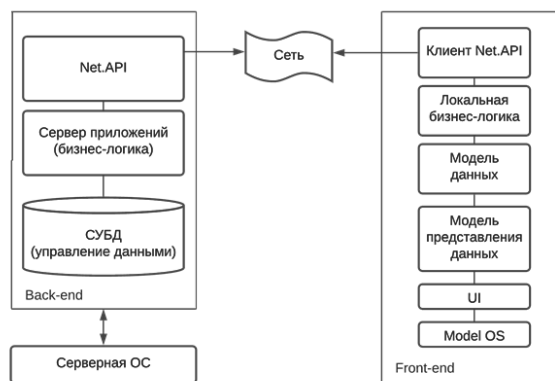 Net.API
Сервер приложений
(бизнес-логика)
СУБД
(управление данными)
Back-end
Серверная ОС
Сеть
Клиент Net.API
Локальная
бизнес-логика
Модель
данных
Модель
представления
данных
UI
Model OS
Front-end